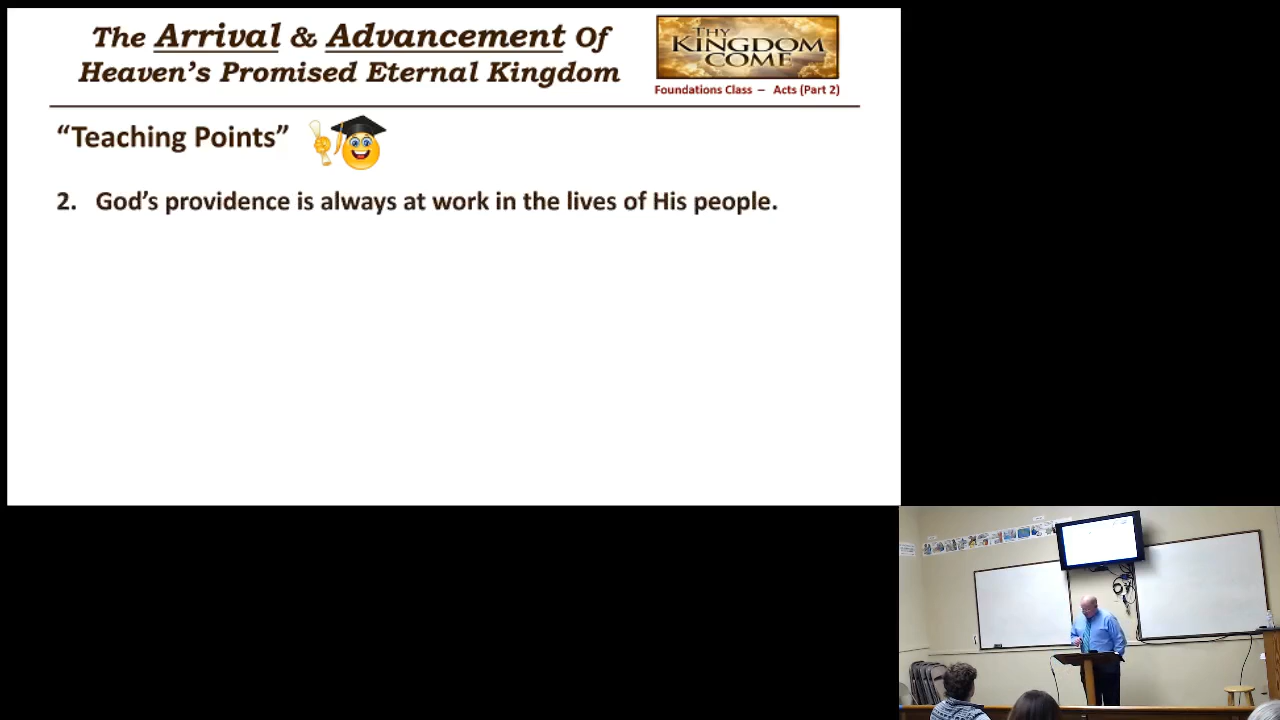 The Arrival & Advancement Of
Heaven's Promised Eternal Kingdom
THY
KINGDOM
COME
Foundations Class – Acts (Part 2)
“Teaching Points”
2. God's providence is always at work in the lives of His people.